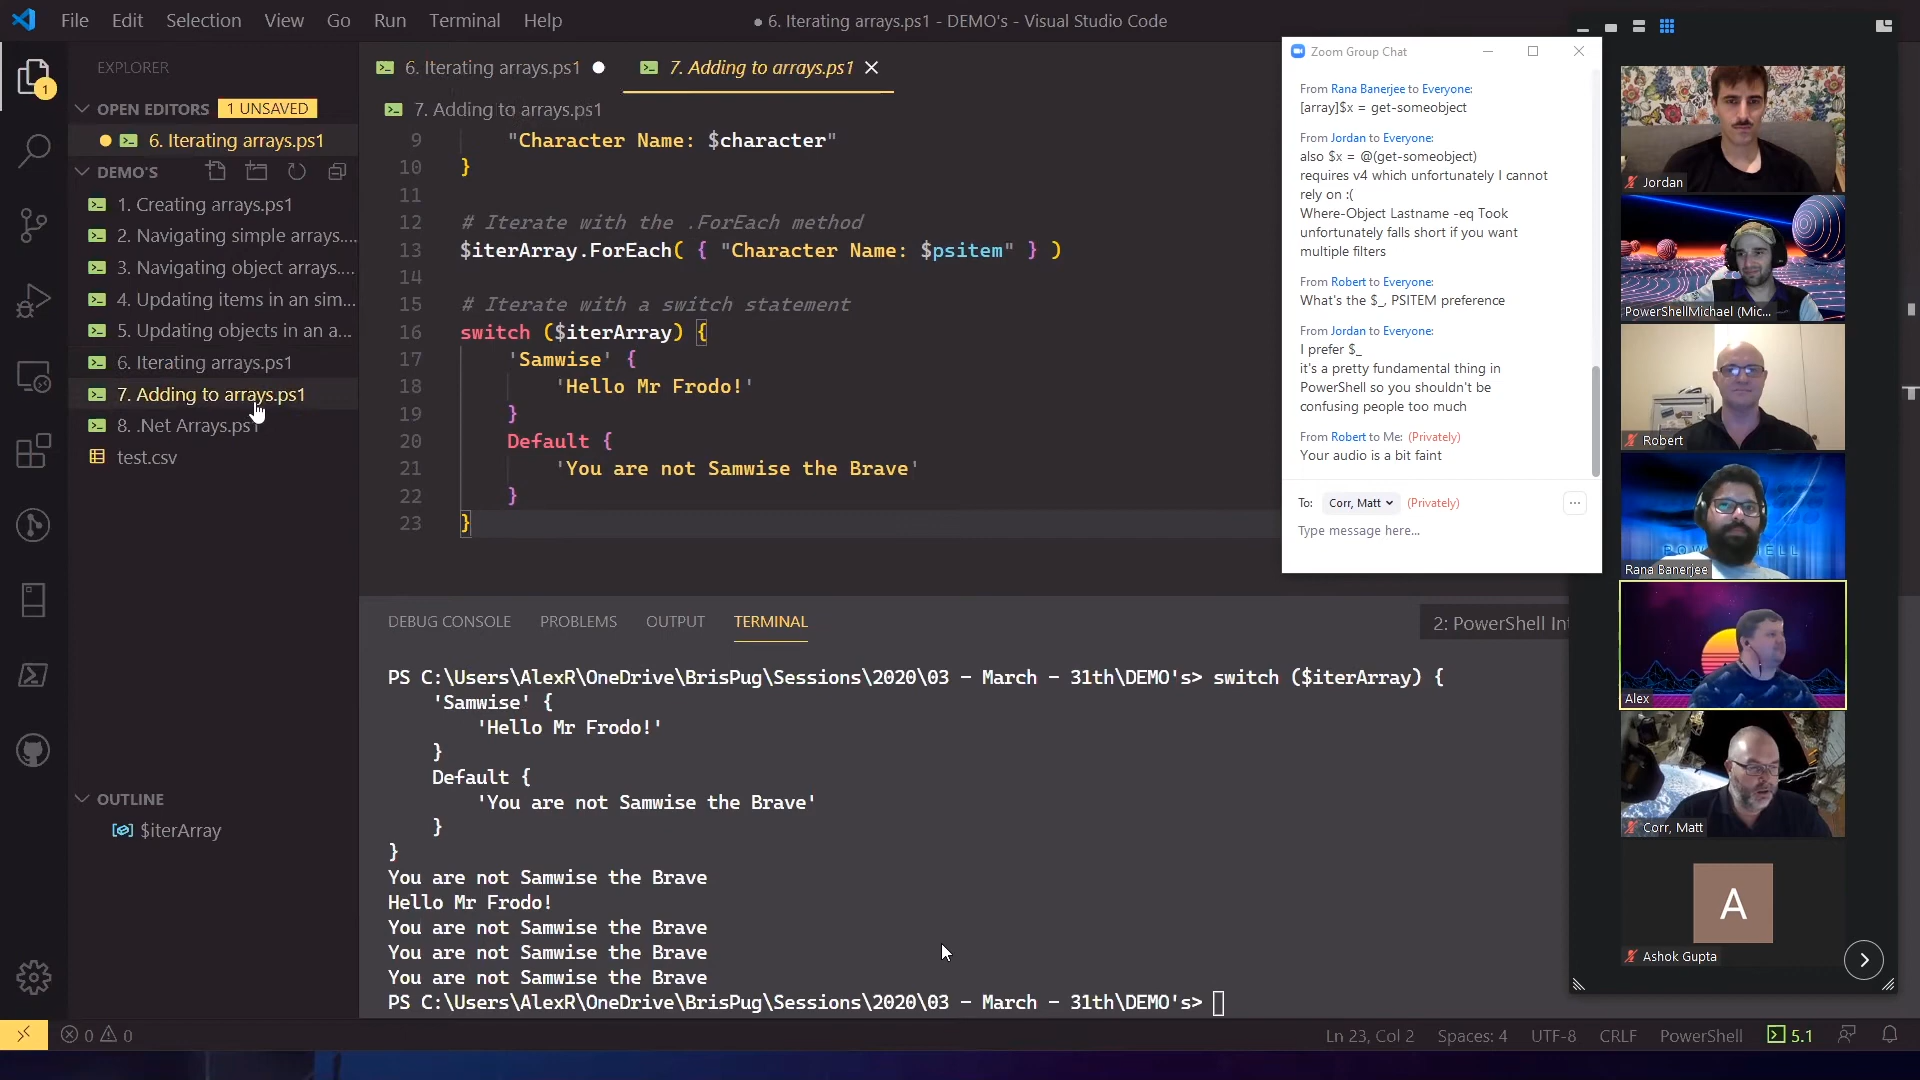 File Edit Selection View Go Run Terminal Help
● 6. Iterating arrays.ps1 - DEMO's - Visual Studio Code
EXPLORER
OPEN EDITORS 1 UNSAVED
6. Iterating arrays.ps1
DEMO'S
1. Creating arrays.ps1
2. Navigating simple arrays....
3. Navigating object arrays....
4. Updating items in an sim...
5. Updating objects in an a...
6. Iterating arrays.ps1
7. Adding to arrays.ps1
8. .Net Arrays.ps1
test.csv
OUTLINE
$iterArray
1
6. Iterating arrays.ps1
7. Adding to arrays.ps1
7. Adding to arrays.ps1
9 "Character Name: $character"
10 }
11
12 # Iterate with the .ForEach method
13 $iterArray.ForEach( { "Character Name: $psitem" } )
14
15 # Iterate with a switch statement
16 switch ($iterArray) {
17 'Samwise' {
18 'Hello Mr Frodo!'
19 }
20 Default {
21 'You are not Samwise the Brave'
22 }
23 }
DEBUG CONSOLE PROBLEMS OUTPUT TERMINAL
2: PowerShell Int
PS C:\Users\AlexR\OneDrive\BrisPug\Sessions\2020\03 - March - 31th\DEMO's> switch ($iterArray) {
'Samwise' {
'Hello Mr Frodo!'
}
Default {
'You are not Samwise the Brave'
}
}
You are not Samwise the Brave
Hello Mr Frodo!
You are not Samwise the Brave
You are not Samwise the Brave
You are not Samwise the Brave
PS C:\Users\AlexR\OneDrive\BrisPug\Sessions\2020\03 - March - 31th\DEMO's>
0 0
Ln 23, Col 2 Spaces: 4 UTF-8 CRLF PowerShell 5.1
Zoom Group Chat
From Rana Banerjee to Everyone:
[array]$x = get-someobject
From Jordan to Everyone:
also $x = @(get-someobject)
requires v4 which unfortunately I cannot
rely on :(
Where-Object Lastname -eq Took
unfortunately falls short if you want
multiple filters
From Robert to Everyone:
What's the $_, PSITEM preference
From Jordan to Everyone:
I prefer $_
it's a pretty fundamental thing in
PowerShell so you shouldn't be
confusing people too much
From Robert to Me: (Privately)
Your audio is a bit faint
To: Corr, Matt (Privately)
Type message here...
Jordan
PowerShellMichael (Mic...
Robert
Rana Banerjee
Alex
Corr, Matt
A
Ashok Gupta